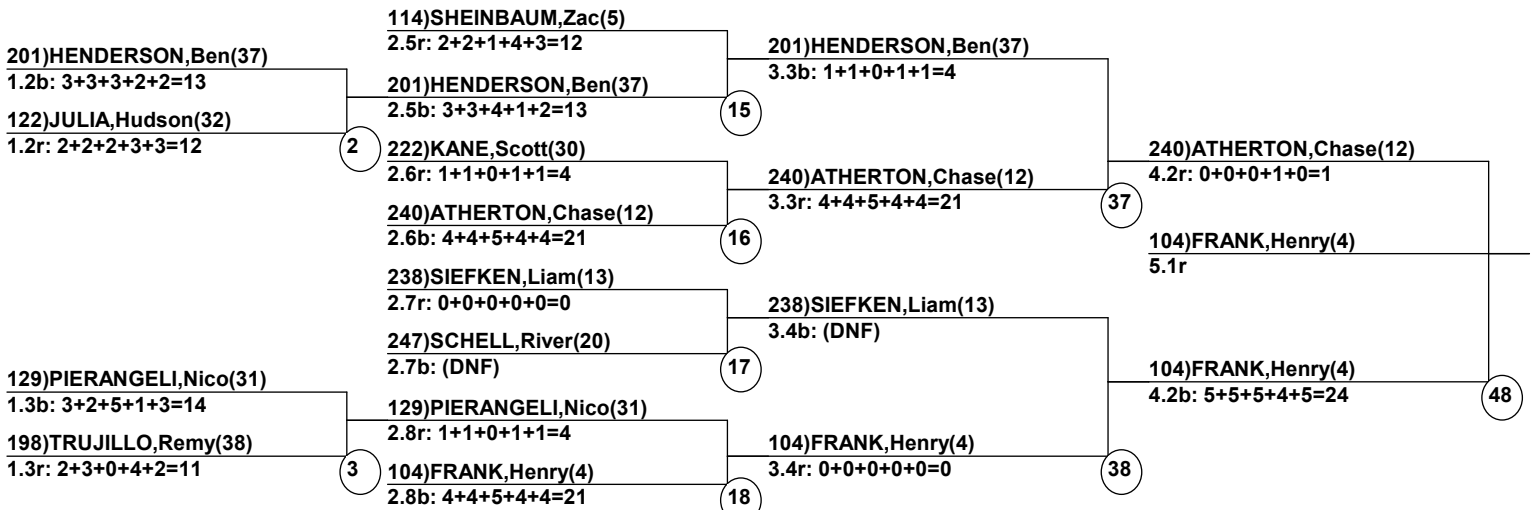 201)HENDERSON,Ben(37)
1.2b: 3+3+3+2+2=13
122)JULIA,Hudson(32)
1.2r: 2+2+2+3+3=12
2
129)PIERANGELI,Nico(31)
1.3b: 3+2+5+1+3=14
198)TRUJILLO,Remy(38)
1.3r: 2+3+0+4+2=11
3
114)SHEINBAUM,Zac(5)
2.5r: 2+2+1+4+3=12
201)HENDERSON,Ben(37)
2.5b: 3+3+4+1+2=13
15
222)KANE,Scott(30)
2.6r: 1+1+0+1+1=4
240)ATHERTON,Chase(12)
2.6b: 4+4+5+4+4=21
16
238)SIEFKEN,Liam(13)
2.7r: 0+0+0+0+0=0
247)SCHELL,River(20)
2.7b: (DNF)
17
129)PIERANGELI,Nico(31)
2.8r: 1+1+0+1+1=4
104)FRANK,Henry(4)
2.8b: 4+4+5+4+4=21
18
201)HENDERSON,Ben(37)
3.3b: 1+1+0+1+1=4
240)ATHERTON,Chase(12)
3.3r: 4+4+5+4+4=21
37
238)SIEFKEN,Liam(13)
3.4b: (DNF)
104)FRANK,Henry(4)
3.4r: 0+0+0+0+0=0
38
240)ATHERTON,Chase(12)
4.2r: 0+0+0+1+0=1
104)FRANK,Henry(4)
5.1r
104)FRANK,Henry(4)
4.2b: 5+5+5+4+5=24
48